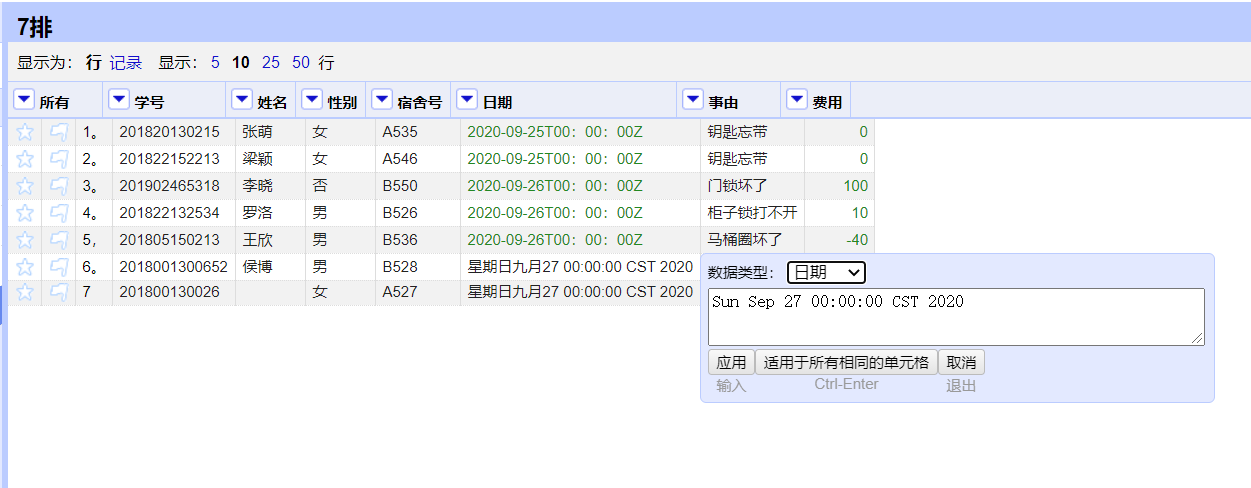 7排
显示为： 行 记录 显示： 5 10 25 50 行
所有 学号 姓名 性别 宿舍号 日期 事由 费用
1。 201820130215 张萌 女 A535 2020-09-25T00：00：00Z 钥匙忘带 0
2。 201822152213 梁颖 女 A546 2020-09-25T00：00：00Z 钥匙忘带 0
3。 201902465318 李晓 否 B550 2020-09-26T00：00：00Z 门锁坏了 100
4。 201822132534 罗洛 男 B526 2020-09-26T00：00：00Z 柜子锁打不开 10
5， 201805150213 王欣 男 B536 2020-09-26T00：00：00Z 马桶圈坏了 -40
6。 2018001300652 侯博 男 B528 星期日九月27 00:00:00 CST 2020
7 201800130026 女 A527 星期日九月27 00:00:00 CST 2020
数据类型： 日期
Sun Sep 27 00:00:00 CST 2020
应用 适用于所有相同的单元格 取消
输入 Ctrl-Enter 退出